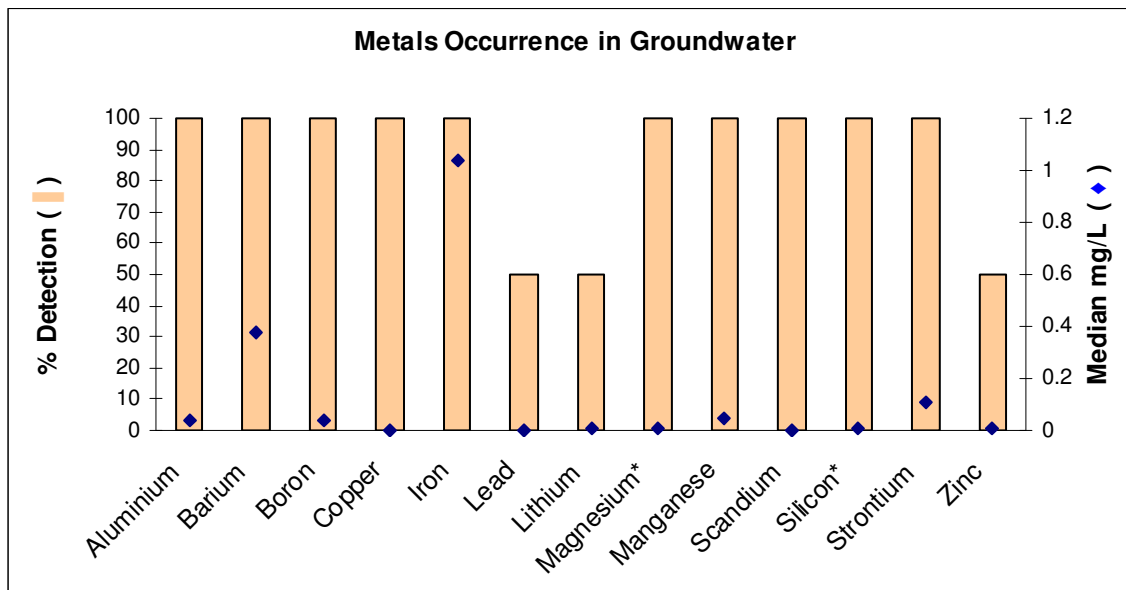 Metals Occurrence in Groundwater
100
90
80
70
60
50
40
30
20
10
0
% Detection ( )
1.2
1
0.8
0.6
0.4
0.2
0
Median mg/L ( )
Aluminium
Barium
Boron
Copper
Iron
Lead
Lithium
Magnesium*
Manganese
Scandium
Silicon*
Strontium
Zinc